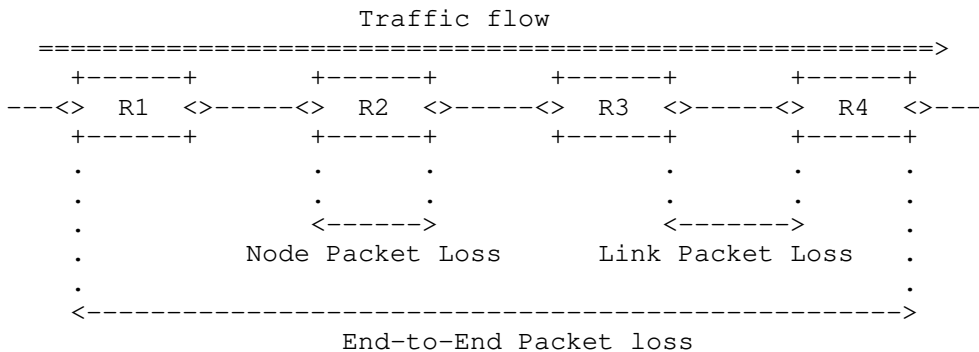 Traffic flow
========================================================>
+------+ +------+ +------+ +------+
---<> R1 <>-----<> R2 <>-----<> R3 <>-----<> R4 <>---
+------+ +------+ +------+ +------+
. . . . . .
. . . . . .
. <------> <-------> .
. Node Packet Loss Link Packet Loss .
. .
<--------------------------------------------------->
End-to-End Packet loss